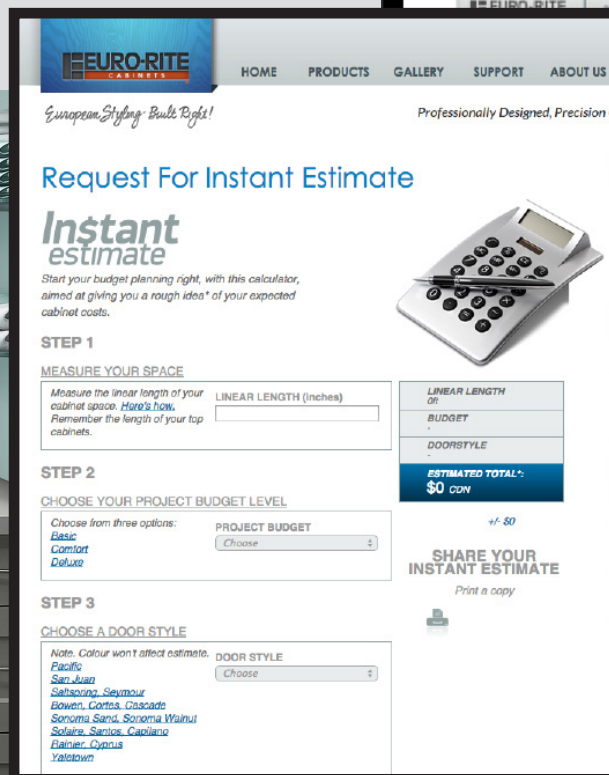 EURO-RITE
EURO-RITE
CABINETS
HOME PRODUCTS GALLERY SUPPORT ABOUT US
European Styling Built Right!
Professionally Designed, Precision
Request For Instant Estimate
In$tant
estimate
Start your budget planning right, with this calculator,
aimed at giving you a rough idea* of your expected
cabinet costs.
STEP 1
MEASURE YOUR SPACE
Measure the linear length of your
cabinet space. Here's how.
Remember the length of your top
cabinets.
LINEAR LENGTH (inches)
STEP 2
CHOOSE YOUR PROJECT BUDGET LEVEL
Choose from three options:
Basic
Comfort
Deluxe
PROJECT BUDGET
Choose
STEP 3
CHOOSE A DOOR STYLE
Note. Colour won't affect estimate.
Pacific
San Juan
Saltspring, Seymour
Bowen, Cortes, Cascade
Sonoma Sand, Sonoma Walnut
Solaire, Santos, Capilano
Rainier, Cyprus
Yaletown
DOOR STYLE
Choose
LINEAR LENGTH
0ft
BUDGET
-
DOORSTYLE
-
ESTIMATED TOTAL*:
$0 CDN
+/- $0
SHARE YOUR
INSTANT ESTIMATE
Print a copy